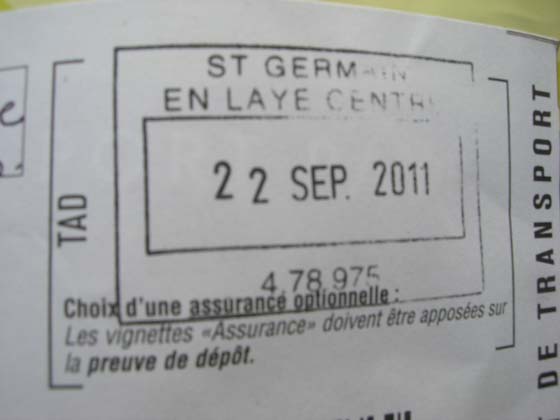 ST GERMAIN
EN LAYE CENTR
TAD
22 SEP. 2011
4.78 975
Choix d'une assurance optionnelle :
Les vignettes «Assurance» doivent être apposées sur
la preuve de dépôt.
DE TRANSPORT